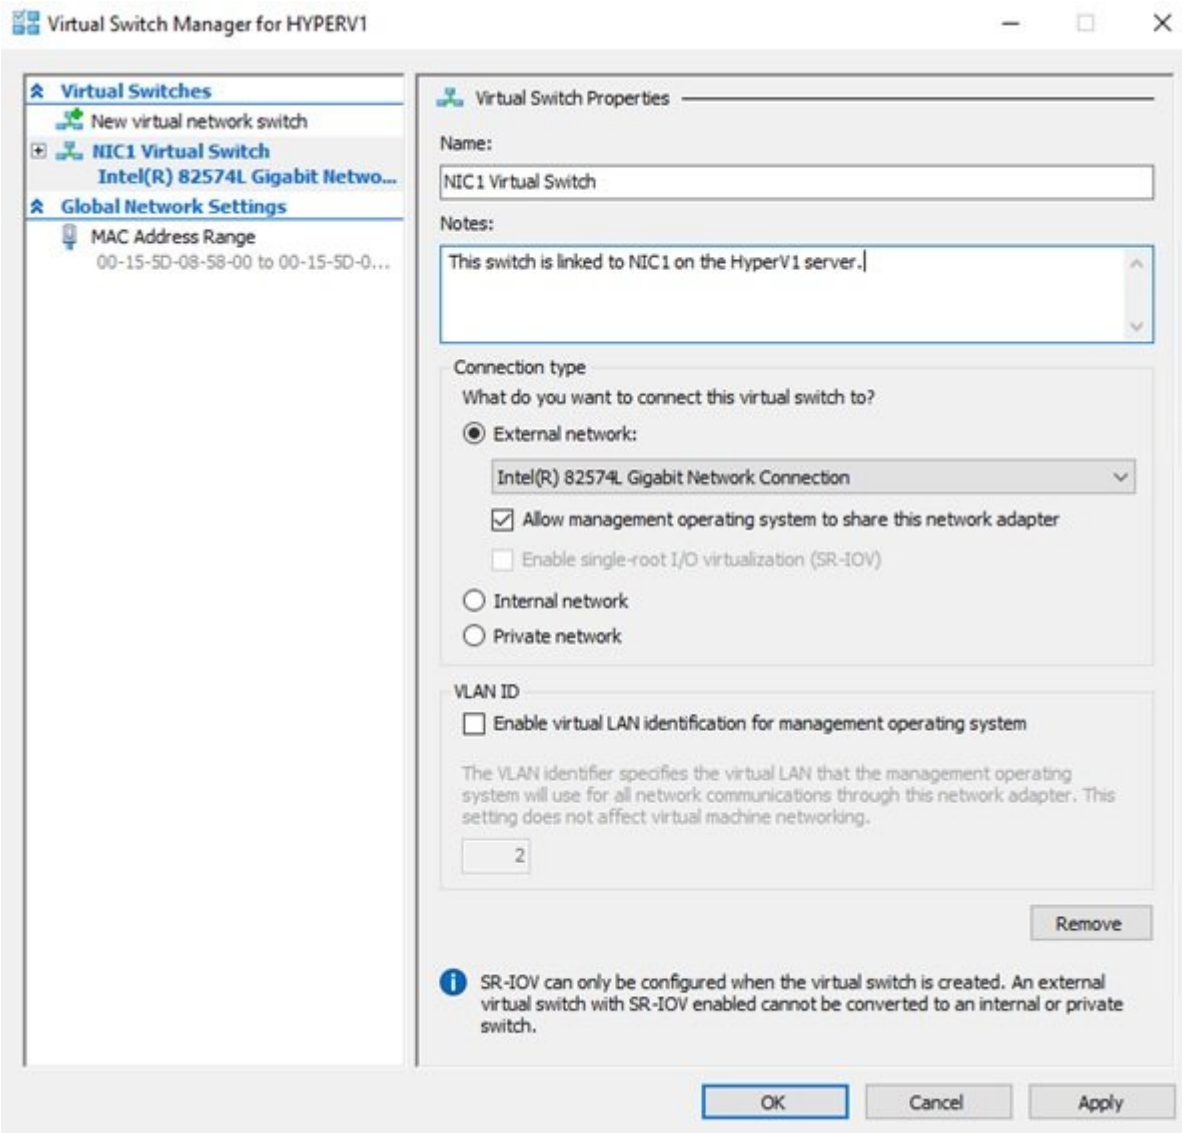 Virtual Switch Manager for HYPERV1
Virtual Switches
New virtual network switch
NIC1 Virtual Switch
Intel(R) 82574L Gigabit Netwo...
Global Network Settings
MAC Address Range
00-15-5D-08-58-00 to 00-15-5D-0...
Virtual Switch Properties
Name:
NIC1 Virtual Switch
Notes:
This switch is linked to NIC1 on the HyperV1 server.
Connection type
What do you want to connect this virtual switch to?
External network:
Intel(R) 82574L Gigabit Network Connection
Allow management operating system to share this network adapter
Enable single-root I/O virtualization (SR-IOV)
Internal network
Private network
VLAN ID
Enable virtual LAN identification for management operating system
The VLAN identifier specifies the virtual LAN that the management operating
system will use for all network communications through this network adapter. This
setting does not affect virtual machine networking.
2
Remove
SR-IOV can only be configured when the virtual switch is created. An external
virtual switch with SR-IOV enabled cannot be converted to an internal or private
switch.
OK
Cancel
Apply